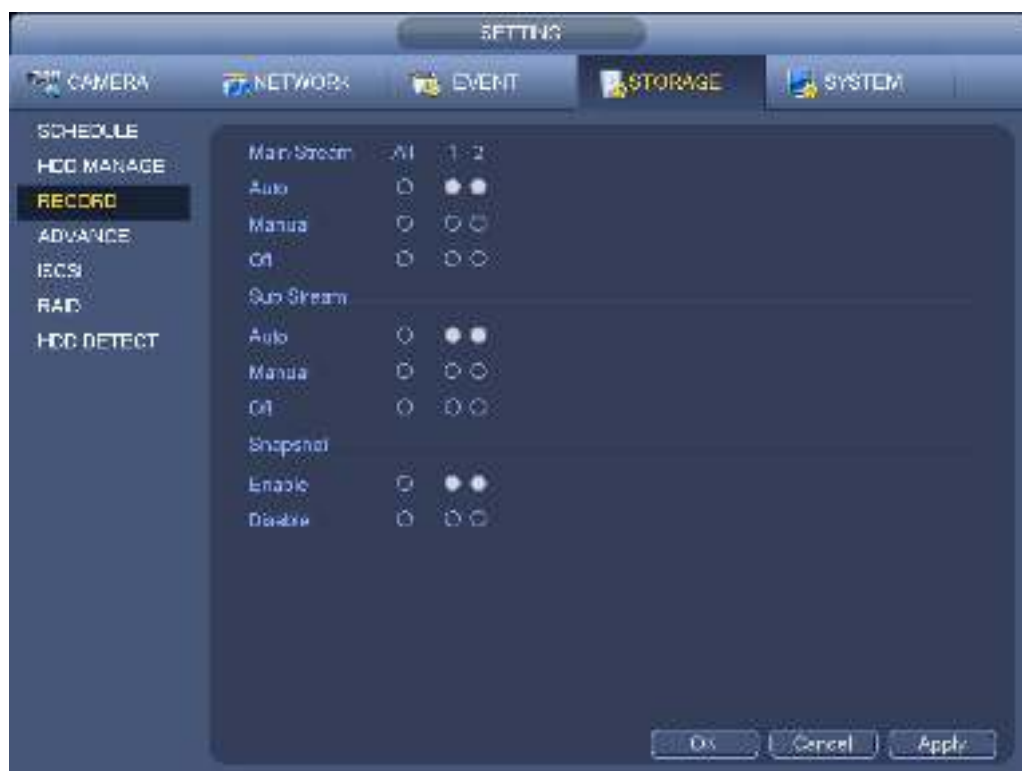 SETTING
CAMERA NETWORK EVENT STORAGE SYSTEM
SCHEDULE
HDD MANAGE
RECORD
ADVANCE
ISCSI
RAID
HDD DETECT
Main Stream All 1 2
Auto
Manual
Off
Sub Stream
Auto
Manual
Off
Snapshot
Enable
Disable
OK Cancel Apply